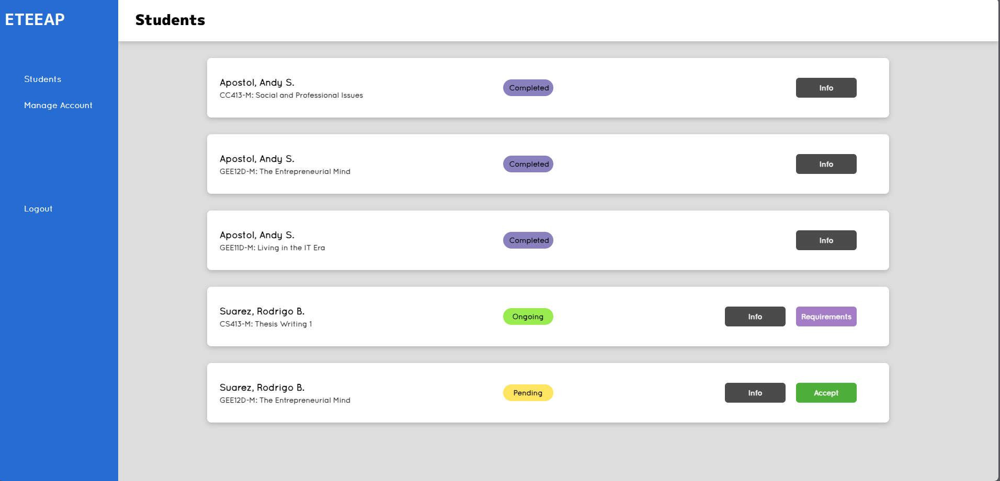 ETEEAP
Students
Manage Account
Logout
Students
Apostol, Andy S.
CC413-M: Social and Professional Issues
Completed
Info
Apostol, Andy S.
GEE12D-M: The Entrepreneurial Mind
Completed
Info
Apostol, Andy S.
GEE11D-M: Living in the IT Era
Completed
Info
Suarez, Rodrigo B.
CS413-M: Thesis Writing 1
Ongoing
Info
Requirements
Suarez, Rodrigo B.
GEE12D-M: The Entrepreneurial Mind
Pending
Info
Accept